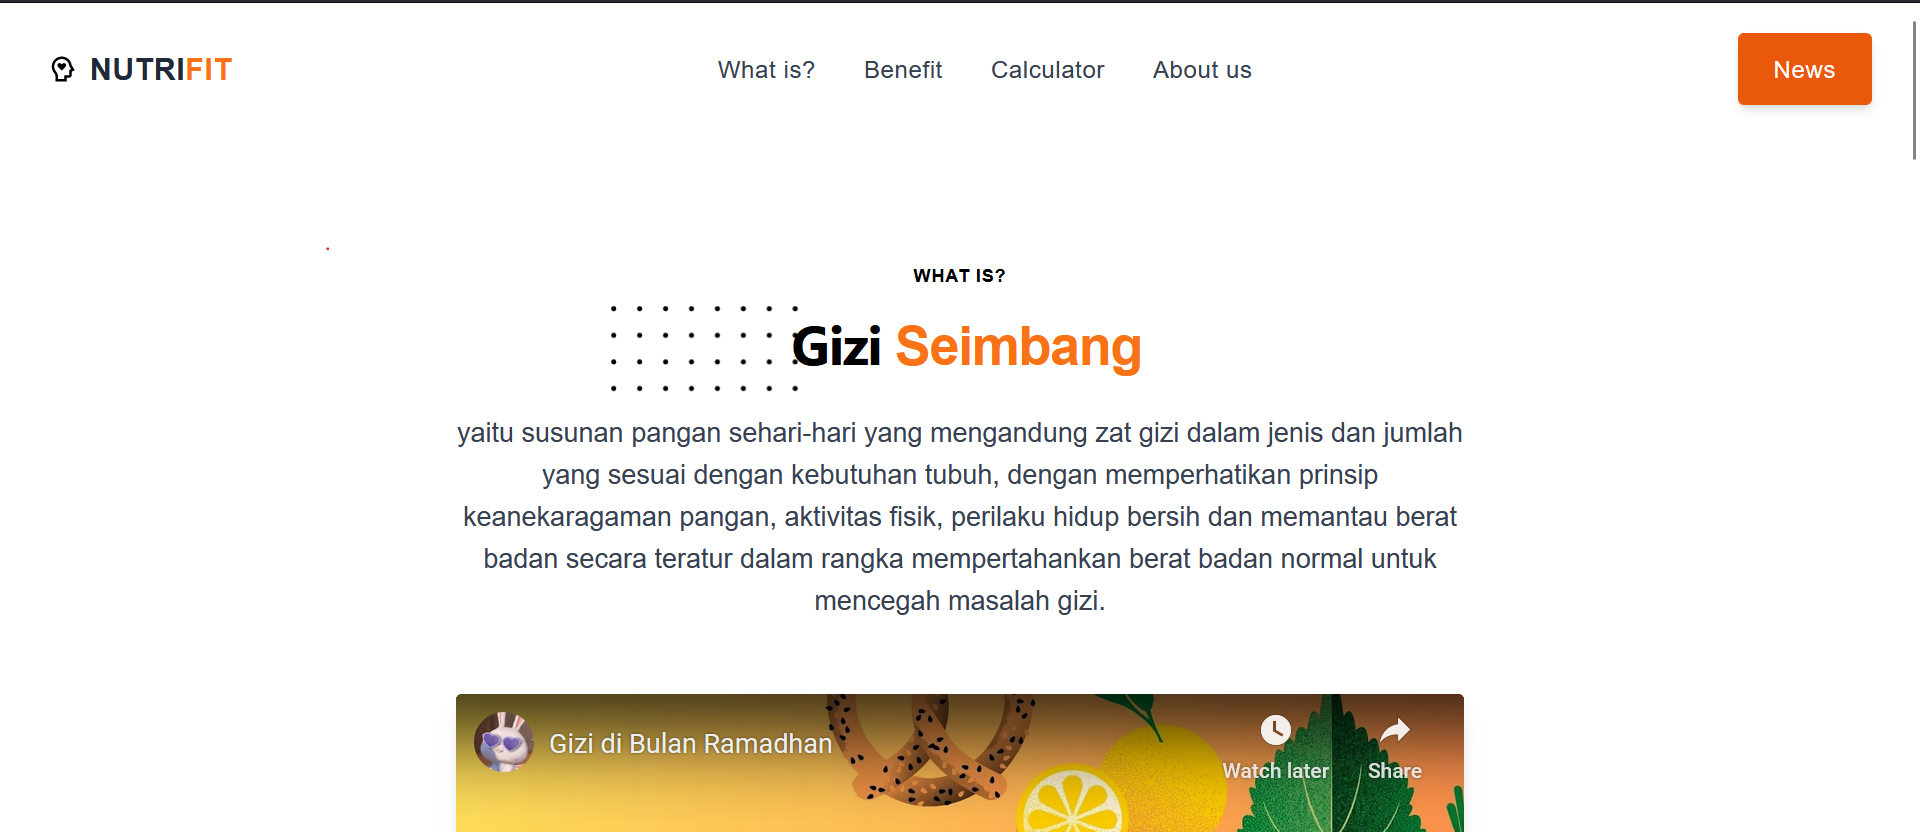 NUTRIFIT
What is?
Benefit
Calculator
About us
News
WHAT IS?
Gizi Seimbang
yaitu susunan pangan sehari-hari yang mengandung zat gizi dalam jenis dan jumlah
yang sesuai dengan kebutuhan tubuh, dengan memperhatikan prinsip
keanekaragaman pangan, aktivitas fisik, perilaku hidup bersih dan memantau berat
badan secara teratur dalam rangka mempertahankan berat badan normal untuk
mencegah masalah gizi.
Gizi di Bulan Ramadhan
Watch later
Share